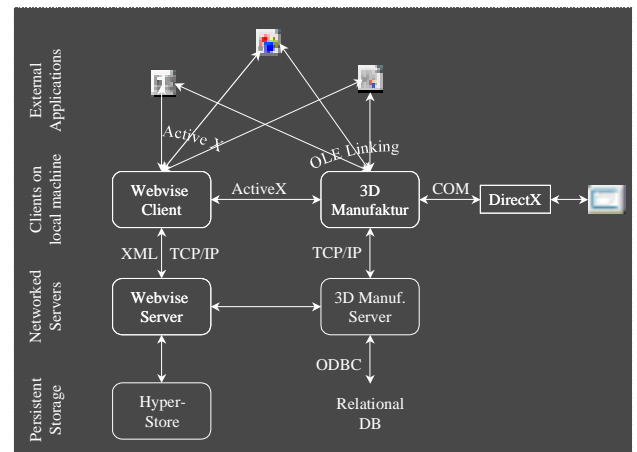 External
Applications
Active X
OLE Linking
Clients on
local machine
Webvise
Client
ActiveX
3D
Manufaktur
COM
DirectX
XML TCP/IP
TCP/IP
Networked
Servers
Webvise
Server
3D Manuf.
Server
ODBC
Persistent
Storage
Hyper-
Store
Relational
DB